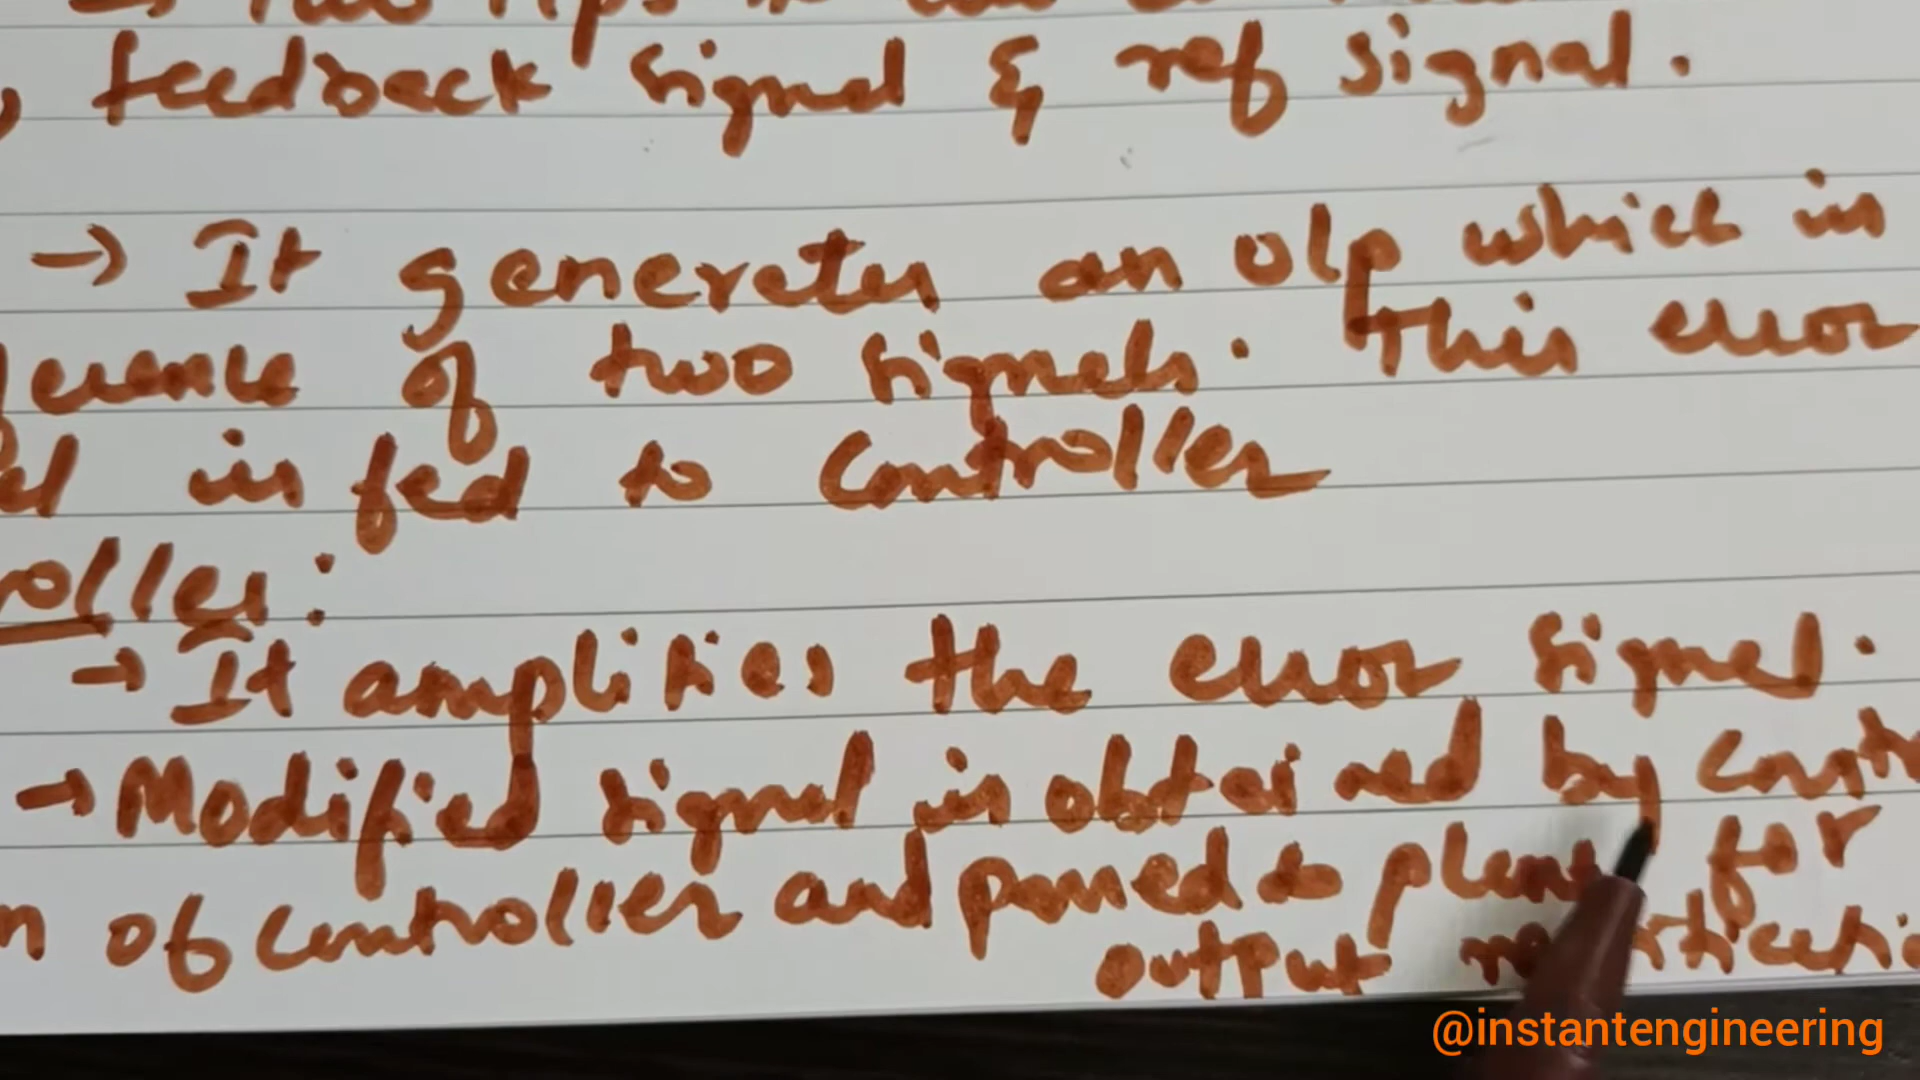 feedback signal & ref signal.
→ It generates an o/p which is
of two signals. This error
is fed to controller
→ It amplifies the error signal.
→ Modified signal is obtained by
of controller and passed to plant for
output
@instantengineering